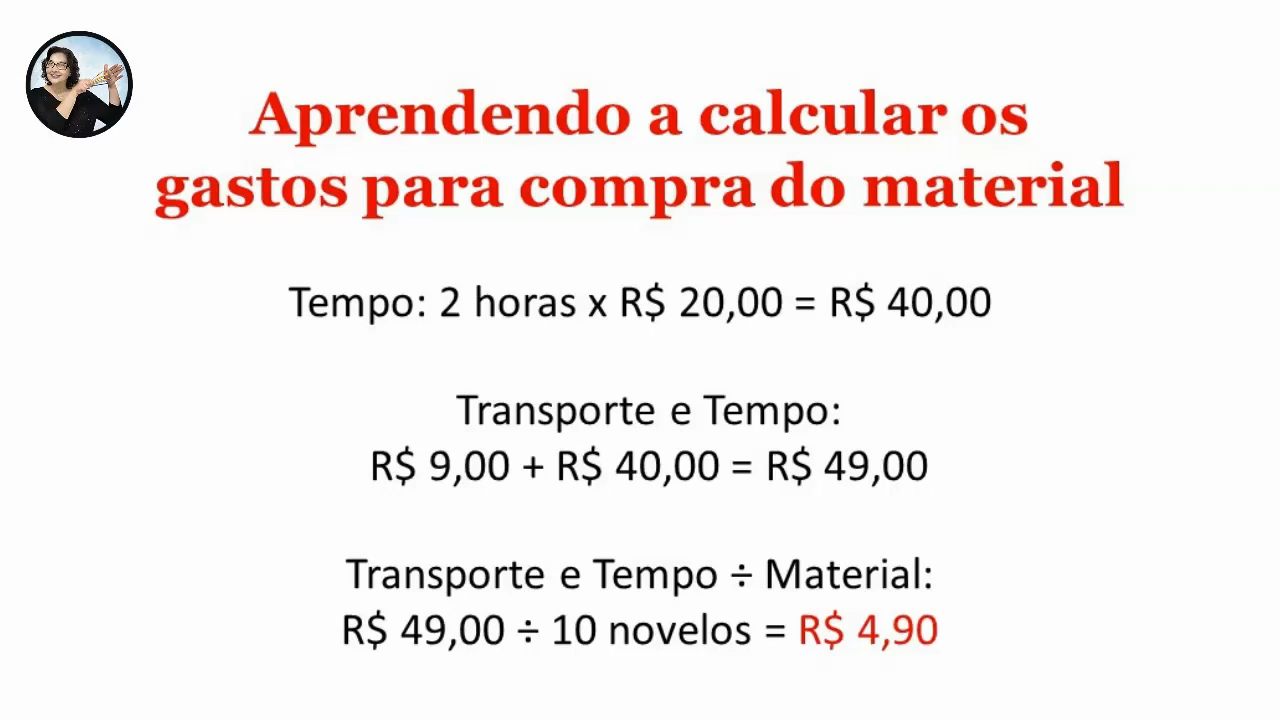 Aprendendo a calcular os
gastos para compra do material
Tempo: 2 horas x R$ 20,00 = R$ 40,00
Transporte e Tempo:
R$ 9,00 + R$ 40,00 = R$ 49,00
Transporte e Tempo ÷ Material:
R$ 49,00 ÷ 10 novelos = R$ 4,90